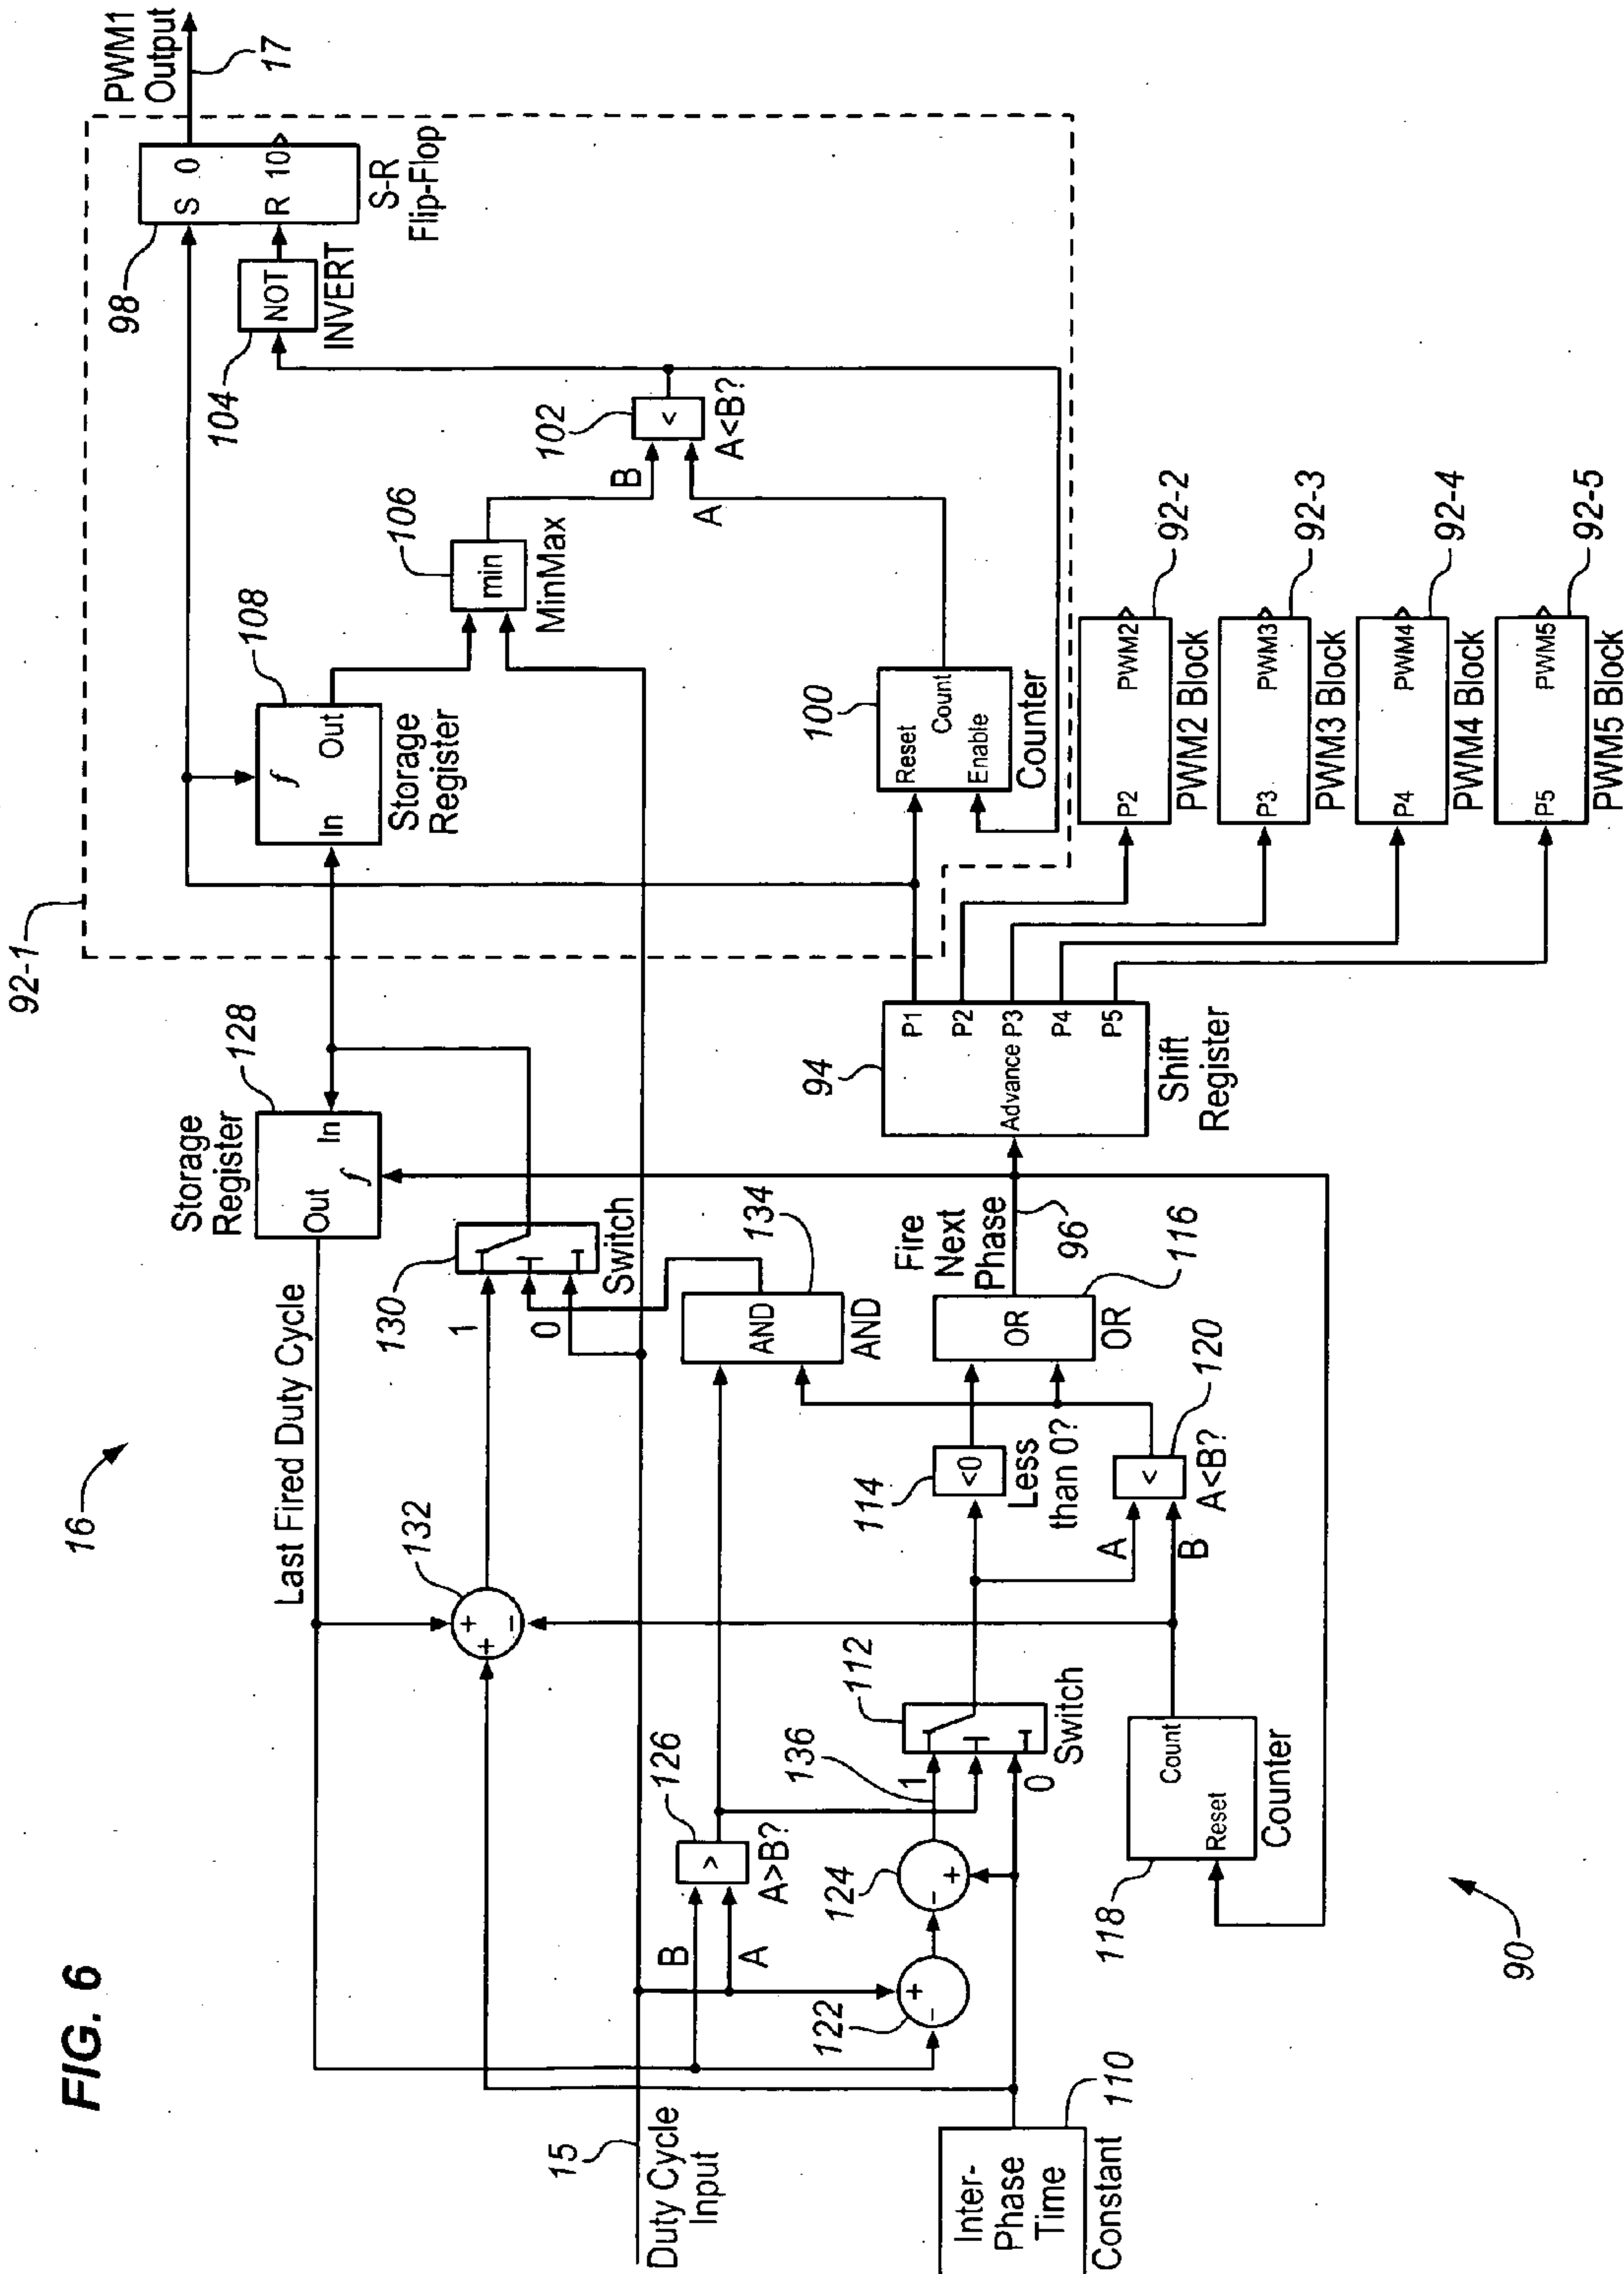 FIG. 6
16
90
92-1
PWM1
Output
17
98
S 0
R 10
S-R
Flip-Flop
104
NOT
INVERT
102
<
A<B?
B
A
106
min
MinMax
108
f
In Out
Storage
Register
100
Reset
Count
Enable
Counter
P2 PWM2
92-2
PWM2 Block
P3 PWM3
92-3
PWM3 Block
P4 PWM4
92-4
PWM4 Block
P5 PWM5
92-5
PWM5 Block
128
Storage
Register
Out In
f
94
P1
P2
Advance P3
P4
P5
Shift
Register
130
1
0
Switch
134
AND
AND
Fire
Next
Phase
96
116
OR
OR
Last Fired Duty Cycle
132
+
+
-
114
<0
Less
than 0?
120
A
B
<
A<B?
112
136
1
0
Switch
126
>
A>B?
B
A
124
-
+
122
+
-
118
Count
Reset
Counter
15
Duty Cycle
Input
110
Inter-
Phase
Time
Constant